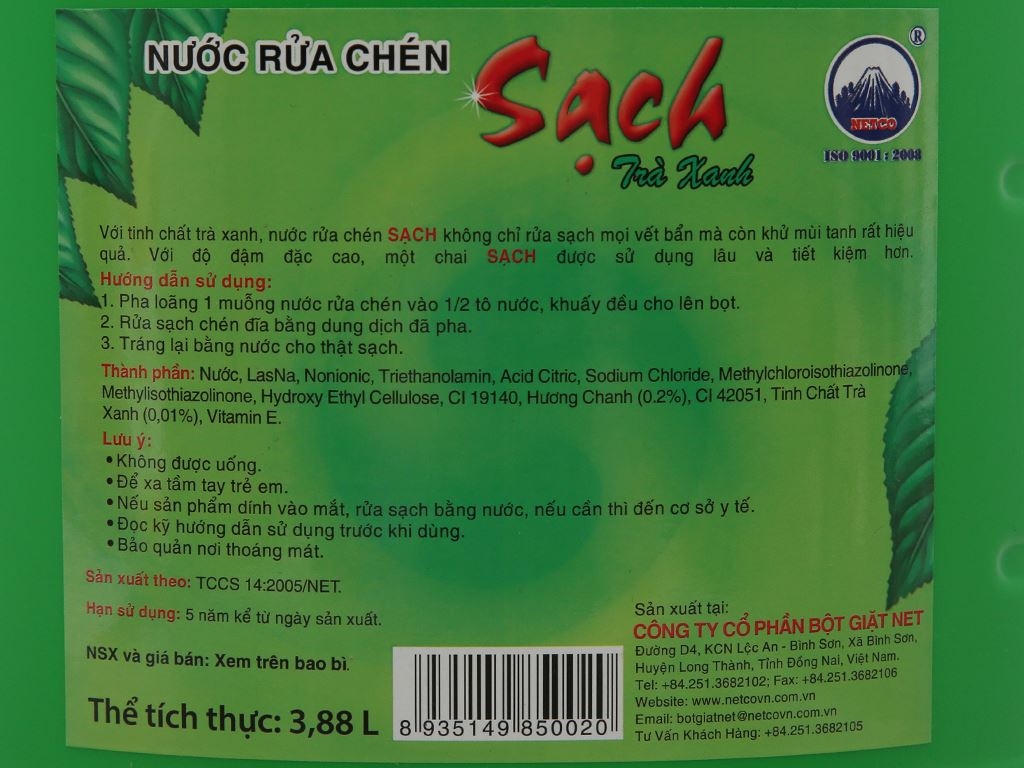 NƯỚC RỬA CHÉN
Sạch
Trà Xanh
®
NETCO
ISO 9001 : 2008
Với tinh chất trà xanh, nước rửa chén SẠCH không chỉ rửa sạch mọi vết bẩn mà còn khử mùi tanh rất hiệu
quả. Với độ đậm đặc cao, một chai SẠCH được sử dụng lâu và tiết kiệm hơn.
Hướng dẫn sử dụng:
1. Pha loãng 1 muỗng nước rửa chén vào 1/2 tô nước, khuấy đều cho lên bọt.
2. Rửa sạch chén đĩa bằng dung dịch đã pha.
3. Tráng lại bằng nước cho thật sạch.
Thành phần: Nước, LasNa, Nonionic, Triethanolamin, Acid Citric, Sodium Chloride, Methylchloroisothiazolinone,
Methylisothiazolinone, Hydroxy Ethyl Cellulose, CI 19140, Hương Chanh (0.2%), CI 42051, Tinh Chất Trà
Xanh (0,01%), Vitamin E.
Lưu ý:
• Không được uống.
• Để xa tầm tay trẻ em.
• Nếu sản phẩm dính vào mắt, rửa sạch bằng nước, nếu cần thì đến cơ sở y tế.
• Đọc kỹ hướng dẫn sử dụng trước khi dùng.
• Bảo quản nơi thoáng mát.
Sản xuất theo: TCCS 14:2005/NET.
Hạn sử dụng: 5 năm kể từ ngày sản xuất.
NSX và giá bán: Xem trên bao bì.
Thể tích thực: 3,88 L
8 935149 850020
Sản xuất tại:
CÔNG TY CỔ PHẦN BỘT GIẶT NET
Đường D4, KCN Lộc An - Bình Sơn, Xã Bình Sơn,
Huyện Long Thành, Tỉnh Đồng Nai, Việt Nam.
Tel: +84.251.3682102; Fax: +84.251.3682106
Website: www.netcovn.com.vn
Email: botgiatnet@netcovn.com.vn
Tư Vấn Khách Hàng: +84.251.3682105